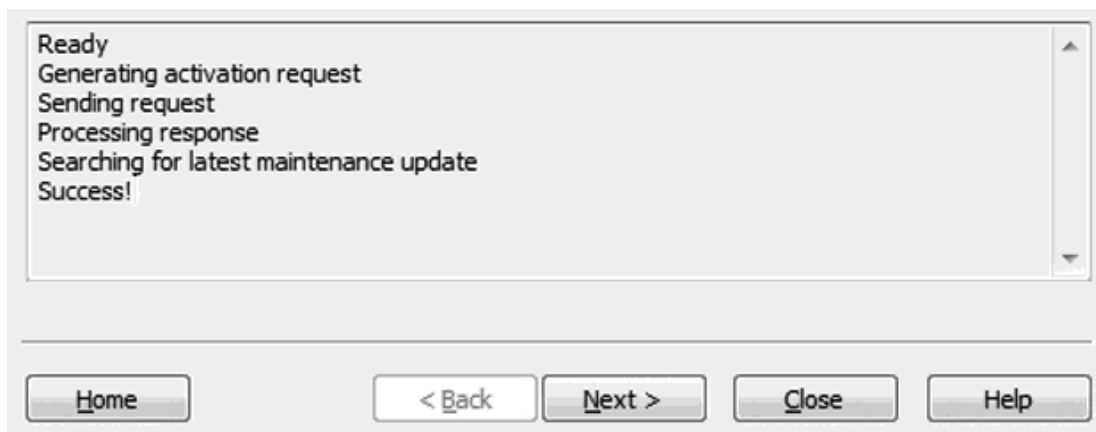 Ready
Generating activation request
Sending request
Processing response
Searching for latest maintenance update
Success!
Home
< Back
Next >
Close
Help